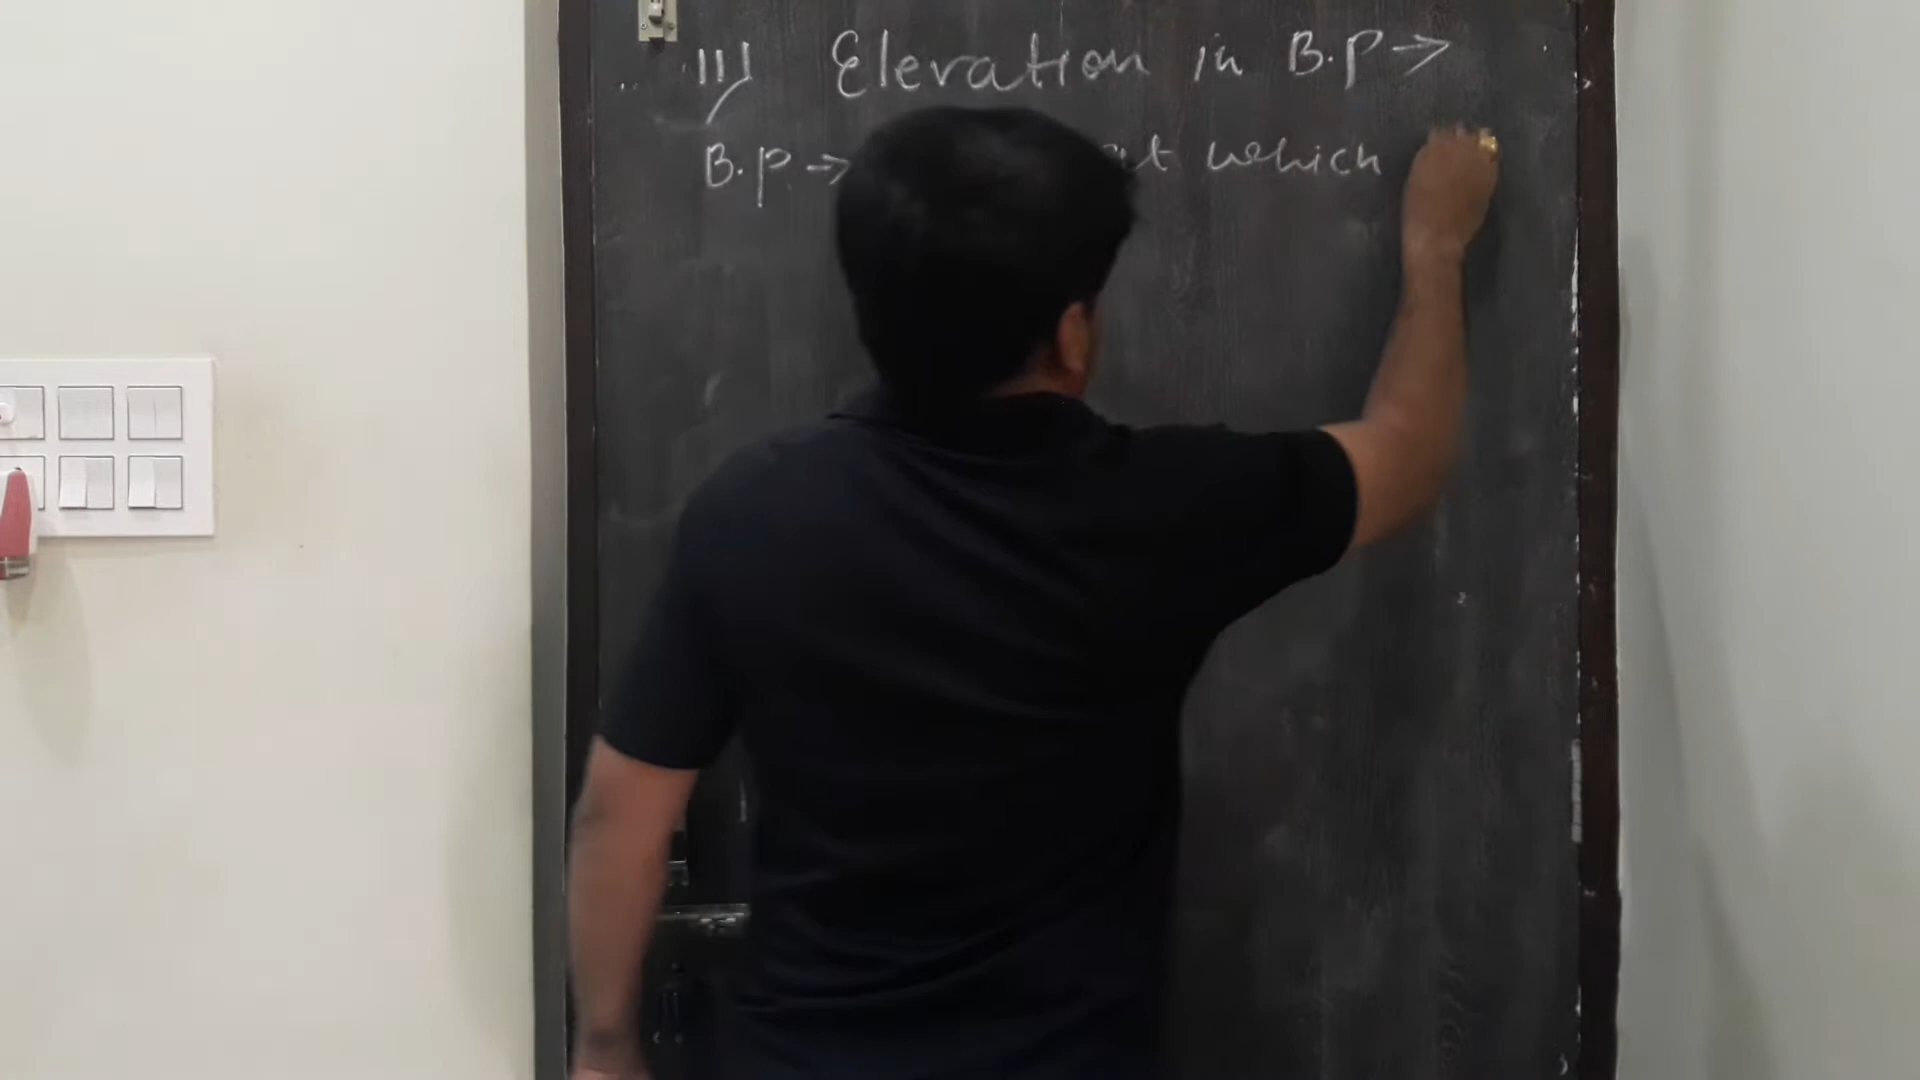 III) Elevation in B.P →
B.P → at which